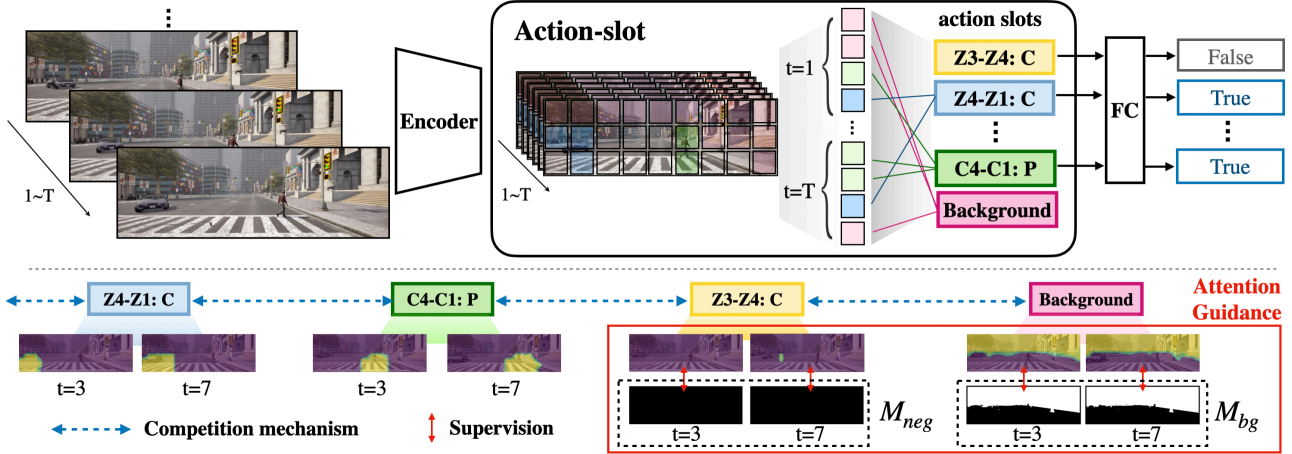 1~T
Encoder
Action-slot
1~T
t=1
t=T
action slots
Z3-Z4: C
Z4-Z1: C
C4-C1: P
Background
FC
False
True
True
Z4-Z1: C
C4-C1: P
Z3-Z4: C
Background
Attention
Guidance
t=3
t=7
t=3
t=7
t=3
t=7
M_neg
t=3
t=7
M_bg
Competition mechanism
Supervision